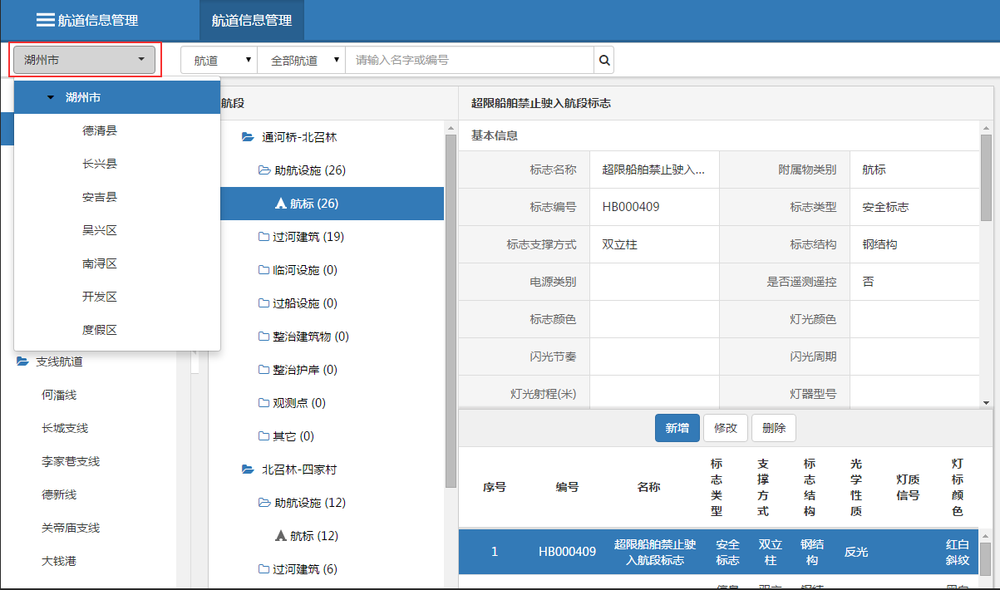 航道信息管理
航道信息管理
湖州市
航道
全部航道
请输入名字或编号
湖州市
德清县
长兴县
安吉县
吴兴区
南浔区
开发区
度假区
支线航道
何潘线
长城支线
李家巷支线
德新线
关帝庙支线
大钱港
航段
通河桥-北召林
助航设施 (26)
航标 (26)
过河建筑 (19)
临河设施 (0)
过船设施 (0)
整治建筑物 (0)
整治护岸 (0)
观测点 (0)
其它 (0)
北召林-四家村
助航设施 (12)
航标 (12)
过河建筑 (6)
超限船舶禁止驶入航段标志
基本信息
标志名称 超限船舶禁止驶入... 附属物类别 航标
标志编号 HB000409 标志类型 安全标志
标志支撑方式 双立柱 标志结构 钢结构
电源类别 是否遥测遥控 否
标志颜色 灯光颜色
闪光节奏 闪光周期
灯光射程(米) 灯器型号
新增 修改 删除
序号 编号 名称 标志类型 支撑方式 标志结构 光学性质 灯质信号 灯标颜色
1 HB000409 超限船舶禁止驶入航段标志 安全标志 双立柱 钢结构 反光 红白斜纹